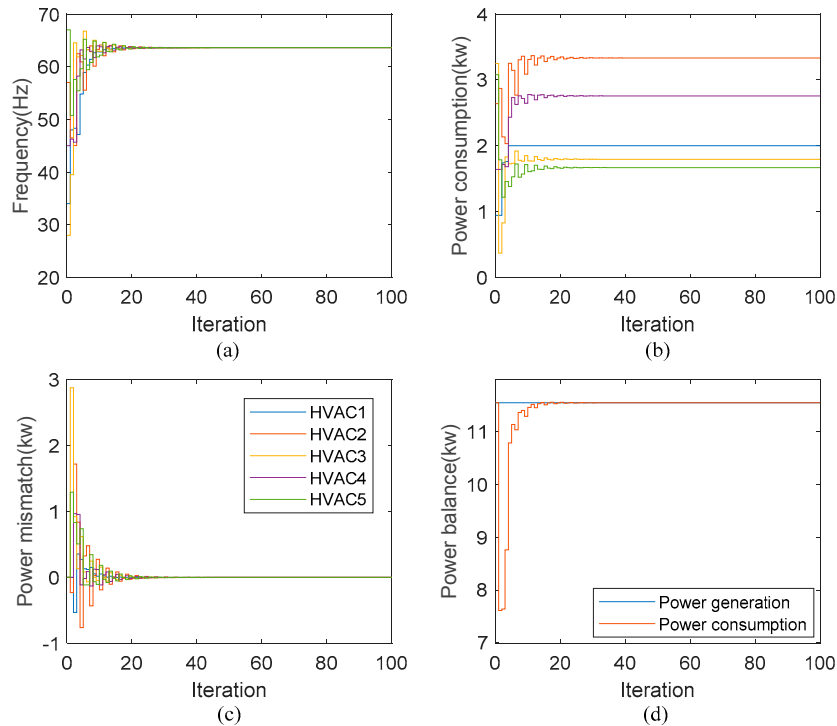 70
60
50
40
30
20
Frequency(Hz)
0 20 40 60 80 100
Iteration
(a)
4
3
2
1
0
Power consumption(kw)
0 20 40 60 80 100
Iteration
(b)
3
2
1
0
-1
Power mismatch(kw)
HVAC1
HVAC2
HVAC3
HVAC4
HVAC5
0 20 40 60 80 100
Iteration
(c)
11
10
9
8
7
Power balance(kw)
Power generation
Power consumption
0 20 40 60 80 100
Iteration
(d)